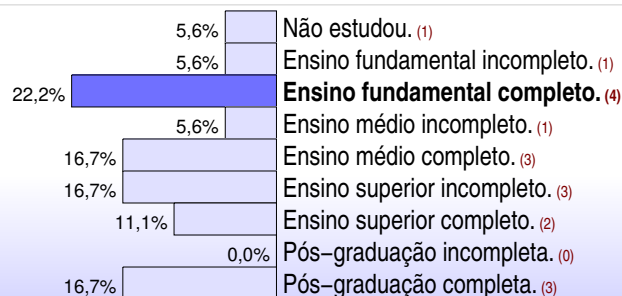 5,6% Não estudou. (1)
5,6% Ensino fundamental incompleto. (1)
22,2% Ensino fundamental completo. (4)
5,6% Ensino médio incompleto. (1)
16,7% Ensino médio completo. (3)
16,7% Ensino superior incompleto. (3)
11,1% Ensino superior completo. (2)
0,0% Pós−graduação incompleta. (0)
16,7% Pós−graduação completa. (3)